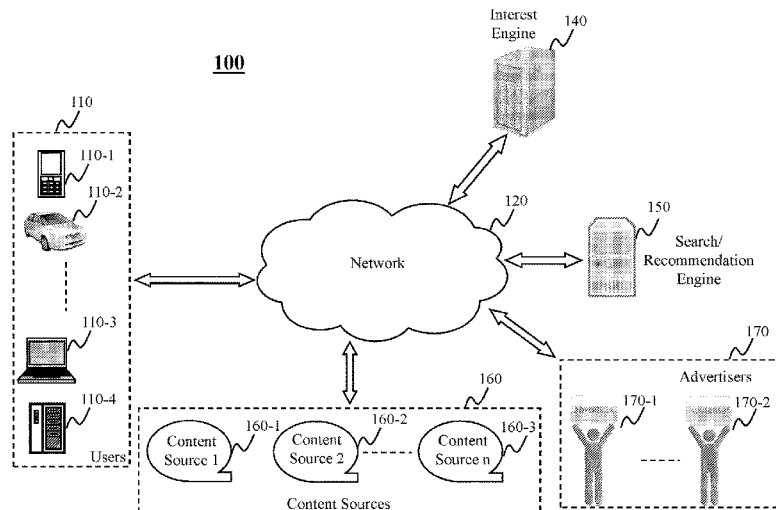 Interest
Engine
140
100
110
110-1
110-2
120
150
Network
Search/
Recommendation
Engine
110-3
170
160
Advertisers
110-4
170-1
170-2
Content
Source 1
160-1
Content
Source 2
160-2
Content
Source n
160-3
Users
Content Sources